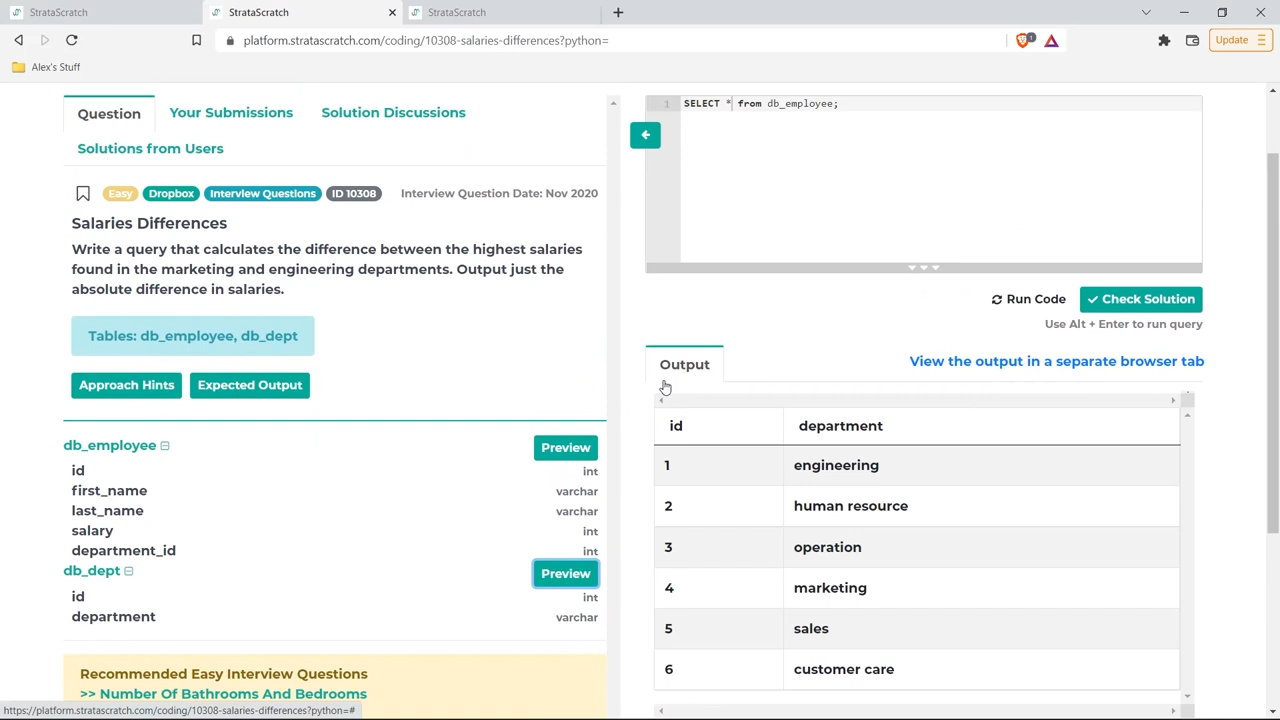 StrataScratch
StrataScratch
StrataScratch
platform.stratascratch.com/coding/10308-salaries-differences?python=
1
Update
Alex's Stuff
Question
Your Submissions
Solution Discussions
Solutions from Users
Easy
Dropbox
Interview Questions
ID 10308
Interview Question Date: Nov 2020
Salaries Differences
Write a query that calculates the difference between the highest salaries
found in the marketing and engineering departments. Output just the
absolute difference in salaries.
Tables: db_employee, db_dept
Approach Hints
Expected Output
db_employee
Preview
id int
first_name varchar
last_name varchar
salary int
department_id int
db_dept
Preview
id int
department varchar
Recommended Easy Interview Questions
>> Number Of Bathrooms And Bedrooms
https://platform.stratascratch.com/coding/10308-salaries-differences?python=#
1 SELECT * from db_employee;
Run Code
Check Solution
Use Alt + Enter to run query
Output
View the output in a separate browser tab
id department
1 engineering
2 human resource
3 operation
4 marketing
5 sales
6 customer care